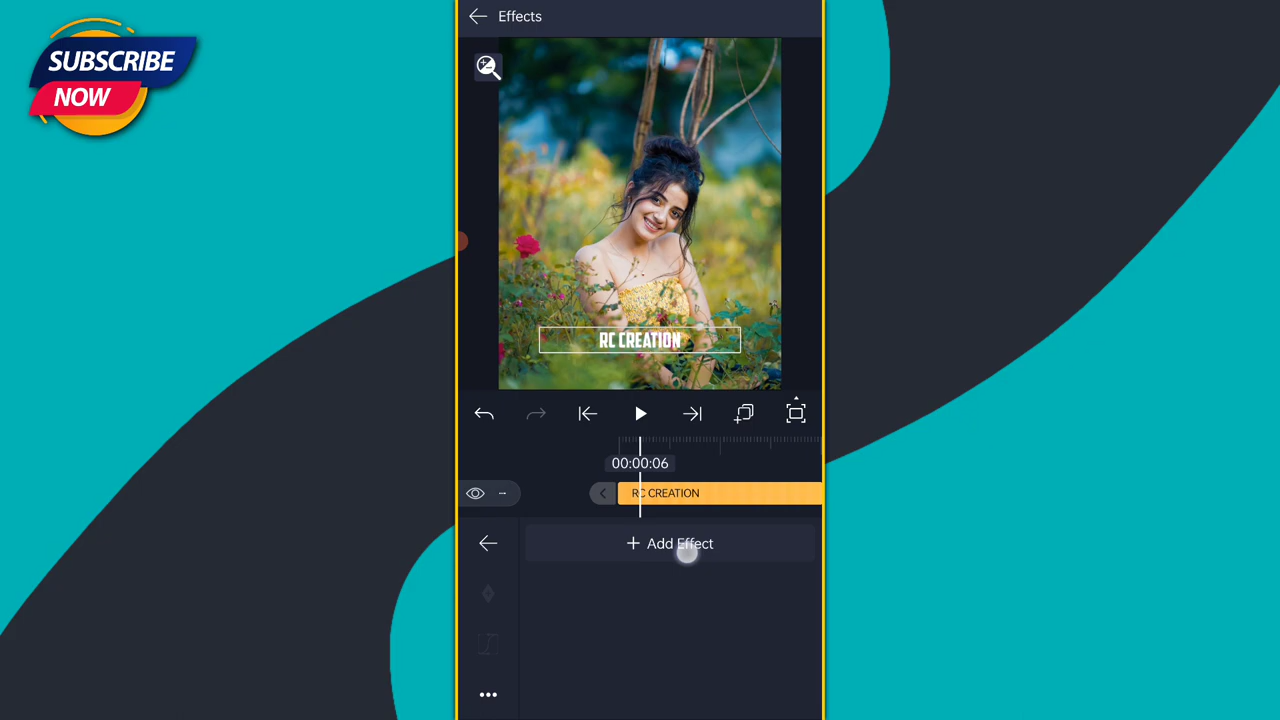 SUBSCRIBE
NOW
Effects
RC CREATION
00:00:06
RC CREATION
Add Effect